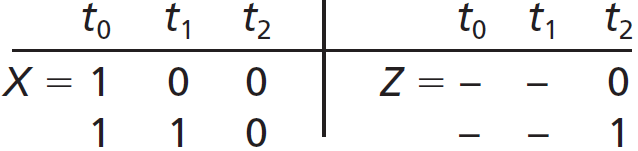 t₀ t₁ t₂ t₀ t₁ t₂
X = 1 0 0 Z = – – 0
1 1 0 – – 1